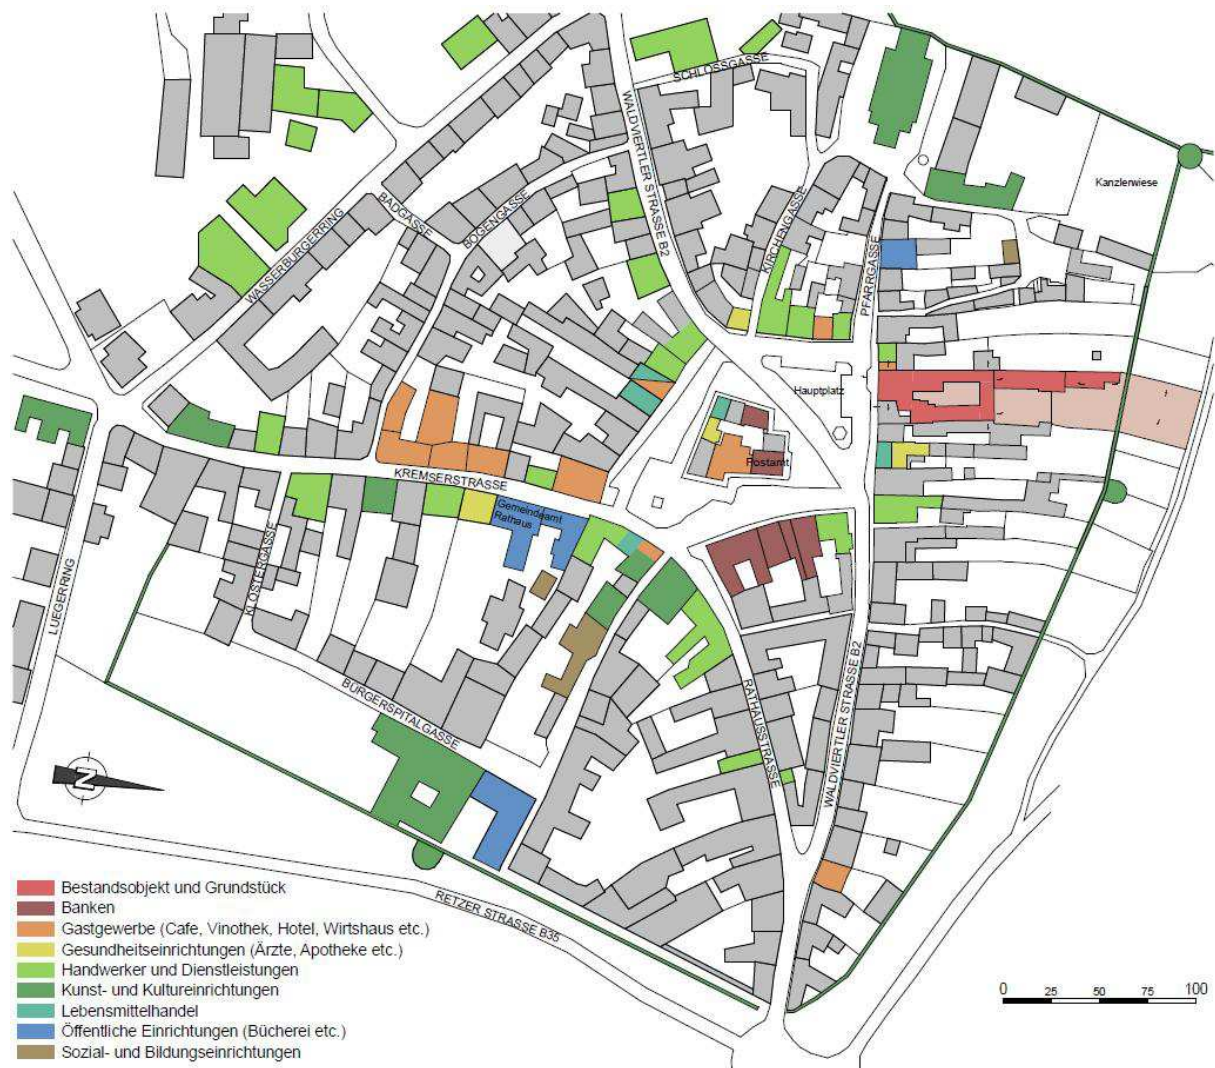 SCHLOSSGASSE
WALDVIERTLER STRASSE B2
Kanzlerwiese
BADGASSE
BOGENGASSE
WASSERBURGERRING
KIRCHENGASSE
PFARRGASSE
Hauptplatz
Postamt
KREMSERSTRASSE
Gemeindeamt
Rathaus
KLOSTERGASSE
LUEGERRING
BÜRGERSPITALGASSE
RATHAUSSTRASSE
WALDVIERTLER STRASSE B2
N
RETZER STRASSE B35
Bestandsobjekt und Grundstück
Banken
Gastgewerbe (Cafe, Vinothek, Hotel, Wirtshaus etc.)
Gesundheitseinrichtungen (Ärzte, Apotheke etc.)
Handwerker und Dienstleistungen
Kunst- und Kultureinrichtungen
Lebensmittelhandel
Öffentliche Einrichtungen (Bücherei etc.)
Sozial- und Bildungseinrichtungen
0 25 50 75 100